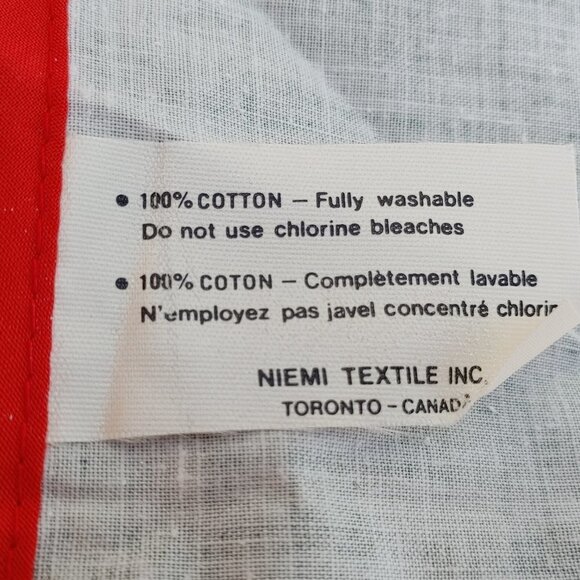 • 100% COTTON – Fully washable
Do not use chlorine bleaches
• 100% COTON – Complètement lavable
N'employez pas javel concentré
NIEMI TEXTILE INC.
TORONTO – CANADA